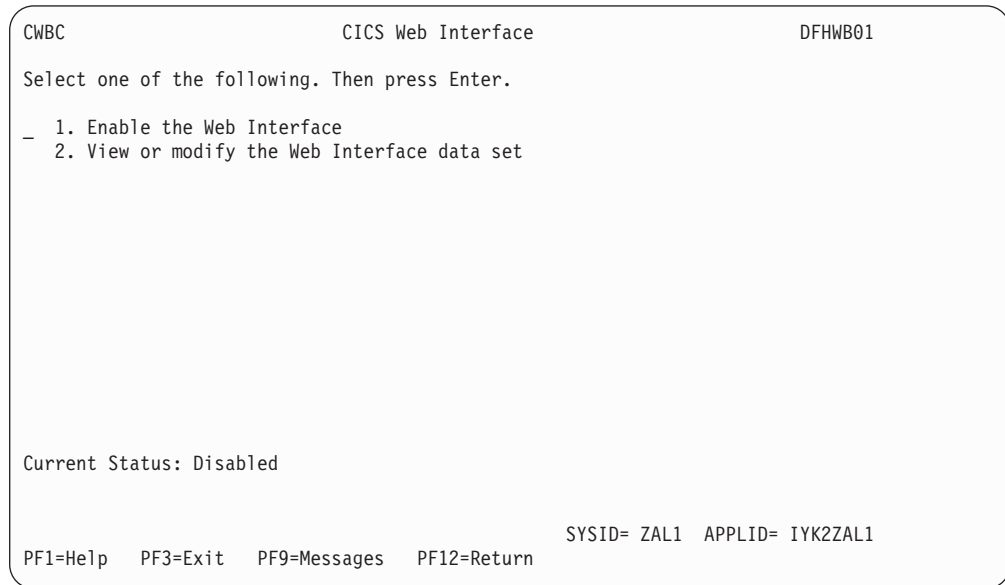 CWBC CICS Web Interface DFHWB01
Select one of the following. Then press Enter.
_ 1. Enable the Web Interface
2. View or modify the Web Interface data set
Current Status: Disabled
SYSID= ZAL1 APPLID= IYK2ZAL1
PF1=Help PF3=Exit PF9=Messages PF12=Return